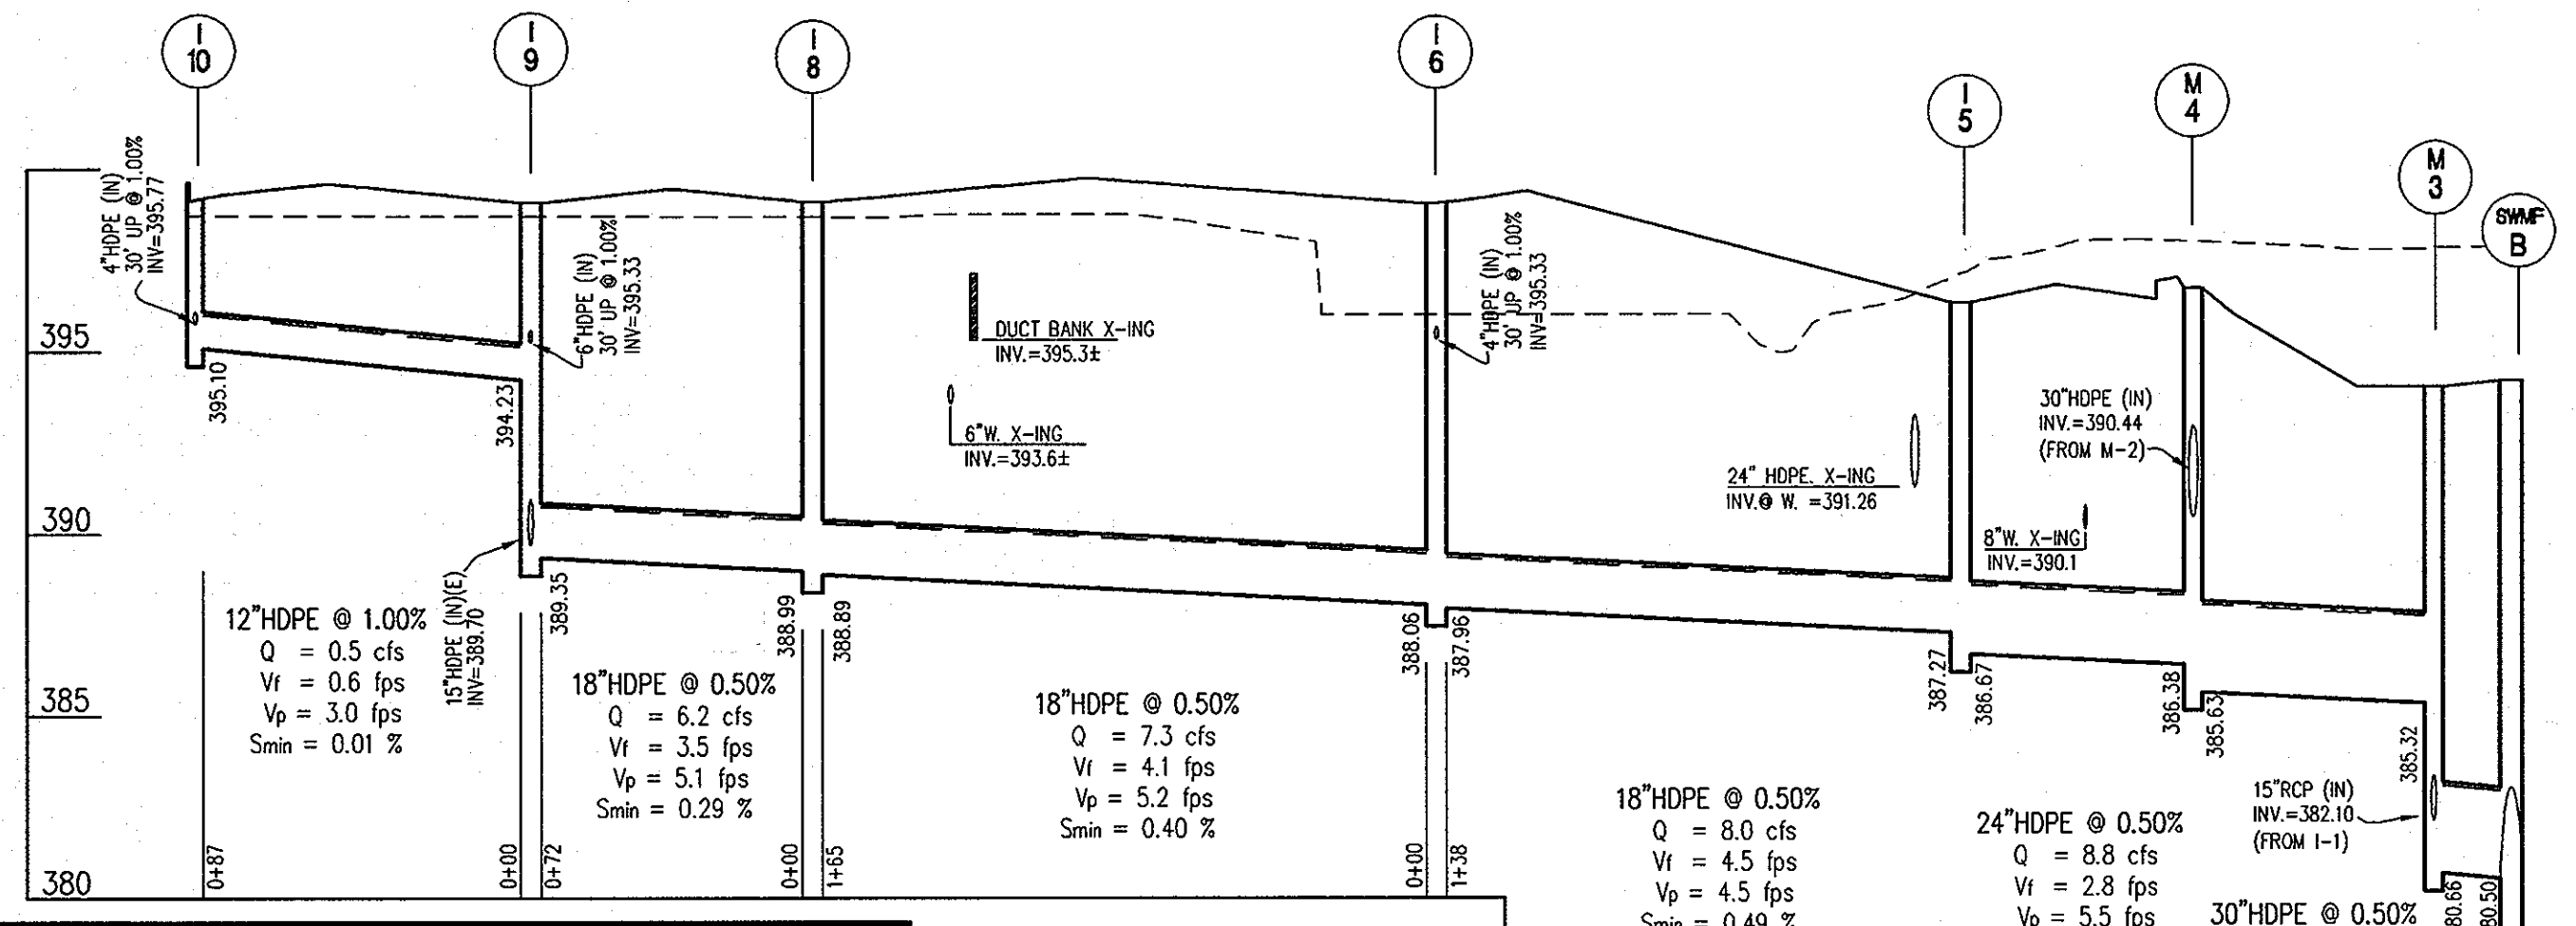 I
10
I
9
I
8
I
6
I
5
M
4
M
3
SWMF
B
4"HDPE (IN)
30' UP @ 1.00%
INV=395.77
6"HDPE (IN)
30' UP @ 1.00%
INV=395.33
4"HDPE (IN)
30' UP @ 1.00%
INV=395.33
395
390
385
380
DUCT BANK X-ING
INV.=395.3±
6"W. X-ING
INV.=393.6±
24" HDPE. X-ING
INV.@ W. =391.26
30"HDPE (IN)
INV.=390.44
(FROM M-2)
8"W. X-ING
INV.=390.1
15"HDPE (IN)(E)
INV=389.70
15"RCP (IN)
INV.=382.10
(FROM I-1)
395.10
394.23
389.35
388.99
388.89
388.06
387.96
387.27
386.67
386.38
385.63
385.32
80.66
80.50
12"HDPE @ 1.00%
Q = 0.5 cfs
Vf = 0.6 fps
Vp = 3.0 fps
Smin = 0.01 %
18"HDPE @ 0.50%
Q = 6.2 cfs
Vf = 3.5 fps
Vp = 5.1 fps
Smin = 0.29 %
18"HDPE @ 0.50%
Q = 7.3 cfs
Vf = 4.1 fps
Vp = 5.2 fps
Smin = 0.40 %
18"HDPE @ 0.50%
Q = 8.0 cfs
Vf = 4.5 fps
Vp = 4.5 fps
Smin = 0.49 %
24"HDPE @ 0.50%
Q = 8.8 cfs
Vf = 2.8 fps
Vp = 5.5 fps
30"HDPE @ 0.50%
0+87
0+00
0+72
0+00
1+65
0+00
1+38